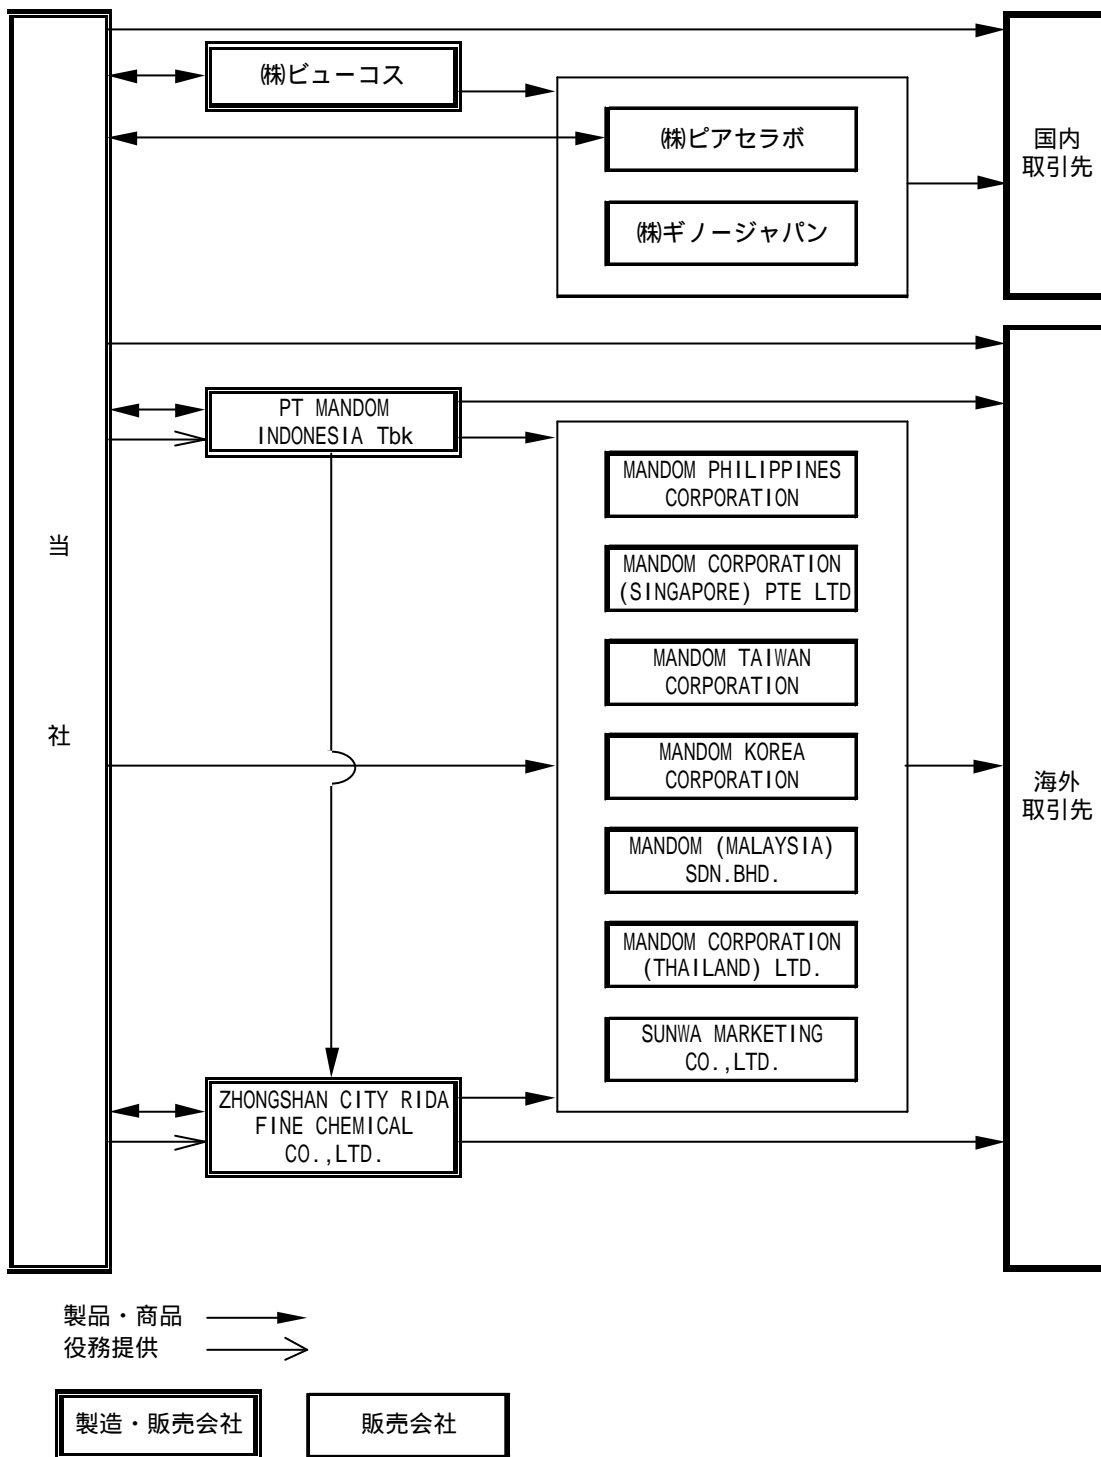 ㈱ビューコス
㈱ピアセラボ
㈱ギノージャパン
国内
取引先
当
社
PT MANDOM
INDONESIA Tbk
MANDOM PHILIPPINES
CORPORATION
MANDOM CORPORATION
(SINGAPORE) PTE LTD
MANDOM TAIWAN
CORPORATION
MANDOM KOREA
CORPORATION
MANDOM (MALAYSIA)
SDN.BHD.
MANDOM CORPORATION
(THAILAND) LTD.
SUNWA MARKETING
CO.,LTD.
ZHONGSHAN CITY RIDA
FINE CHEMICAL
CO.,LTD.
海外
取引先
製品・商品
役務提供
製造・販売会社
販売会社